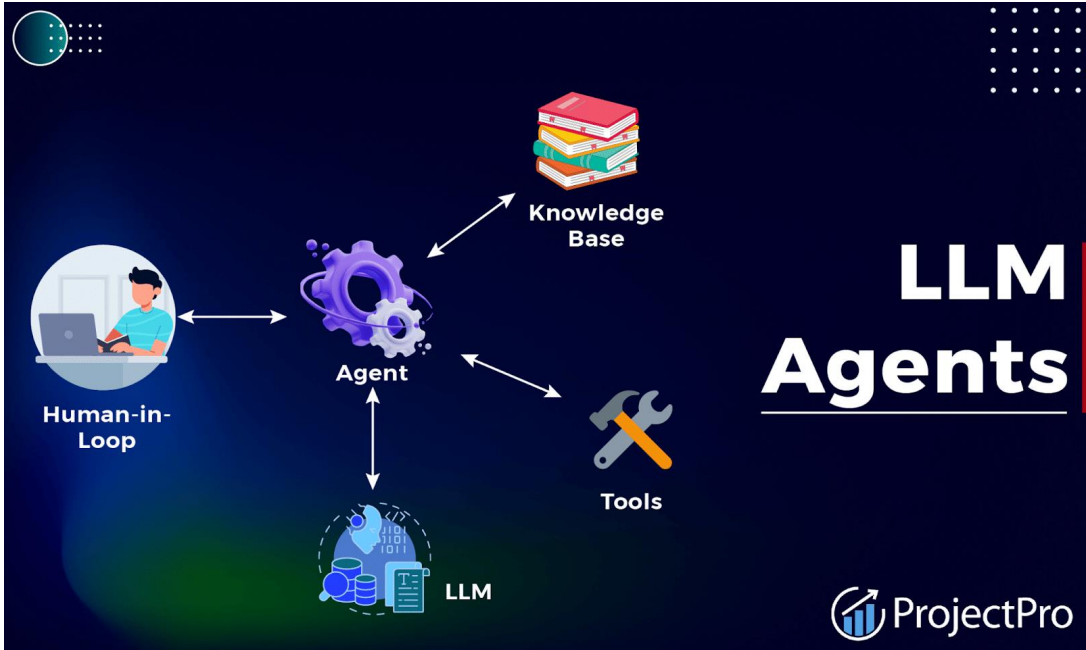 Knowledge
Base
LLM
Agents
Agent
Human-in-
Loop
Tools
LLM
ProjectPro